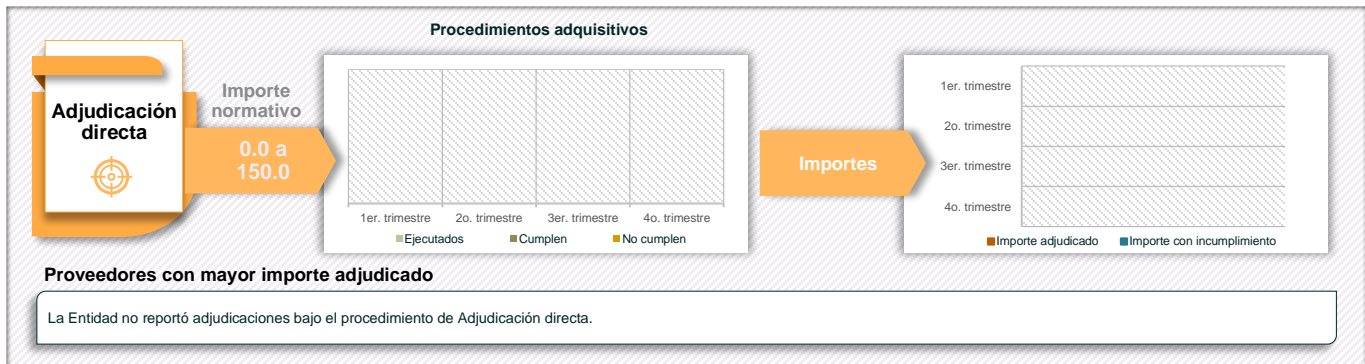 Procedimientos adquisitivos
Adjudicación
directa
Importe
normativo
0.0 a
150.0
1er. trimestre
2o. trimestre
3er. trimestre
4o. trimestre
Ejecutados
Cumplen
No cumplen
Importes
1er. trimestre
2o. trimestre
3er. trimestre
4o. trimestre
Importe adjudicado
Importe con incumplimiento
Proveedores con mayor importe adjudicado
La Entidad no reportó adjudicaciones bajo el procedimiento de Adjudicación directa.